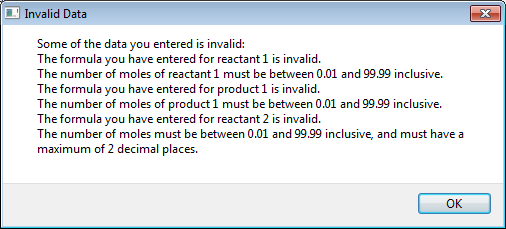 Invalid Data
Some of the data you entered is invalid:
The formula you have entered for reactant 1 is invalid.
The number of moles of reactant 1 must be between 0.01 and 99.99 inclusive.
The formula you have entered for product 1 is invalid.
The number of moles of product 1 must be between 0.01 and 99.99 inclusive.
The formula you have entered for reactant 2 is invalid.
The number of moles must be between 0.01 and 99.99 inclusive, and must have a
maximum of 2 decimal places.
OK